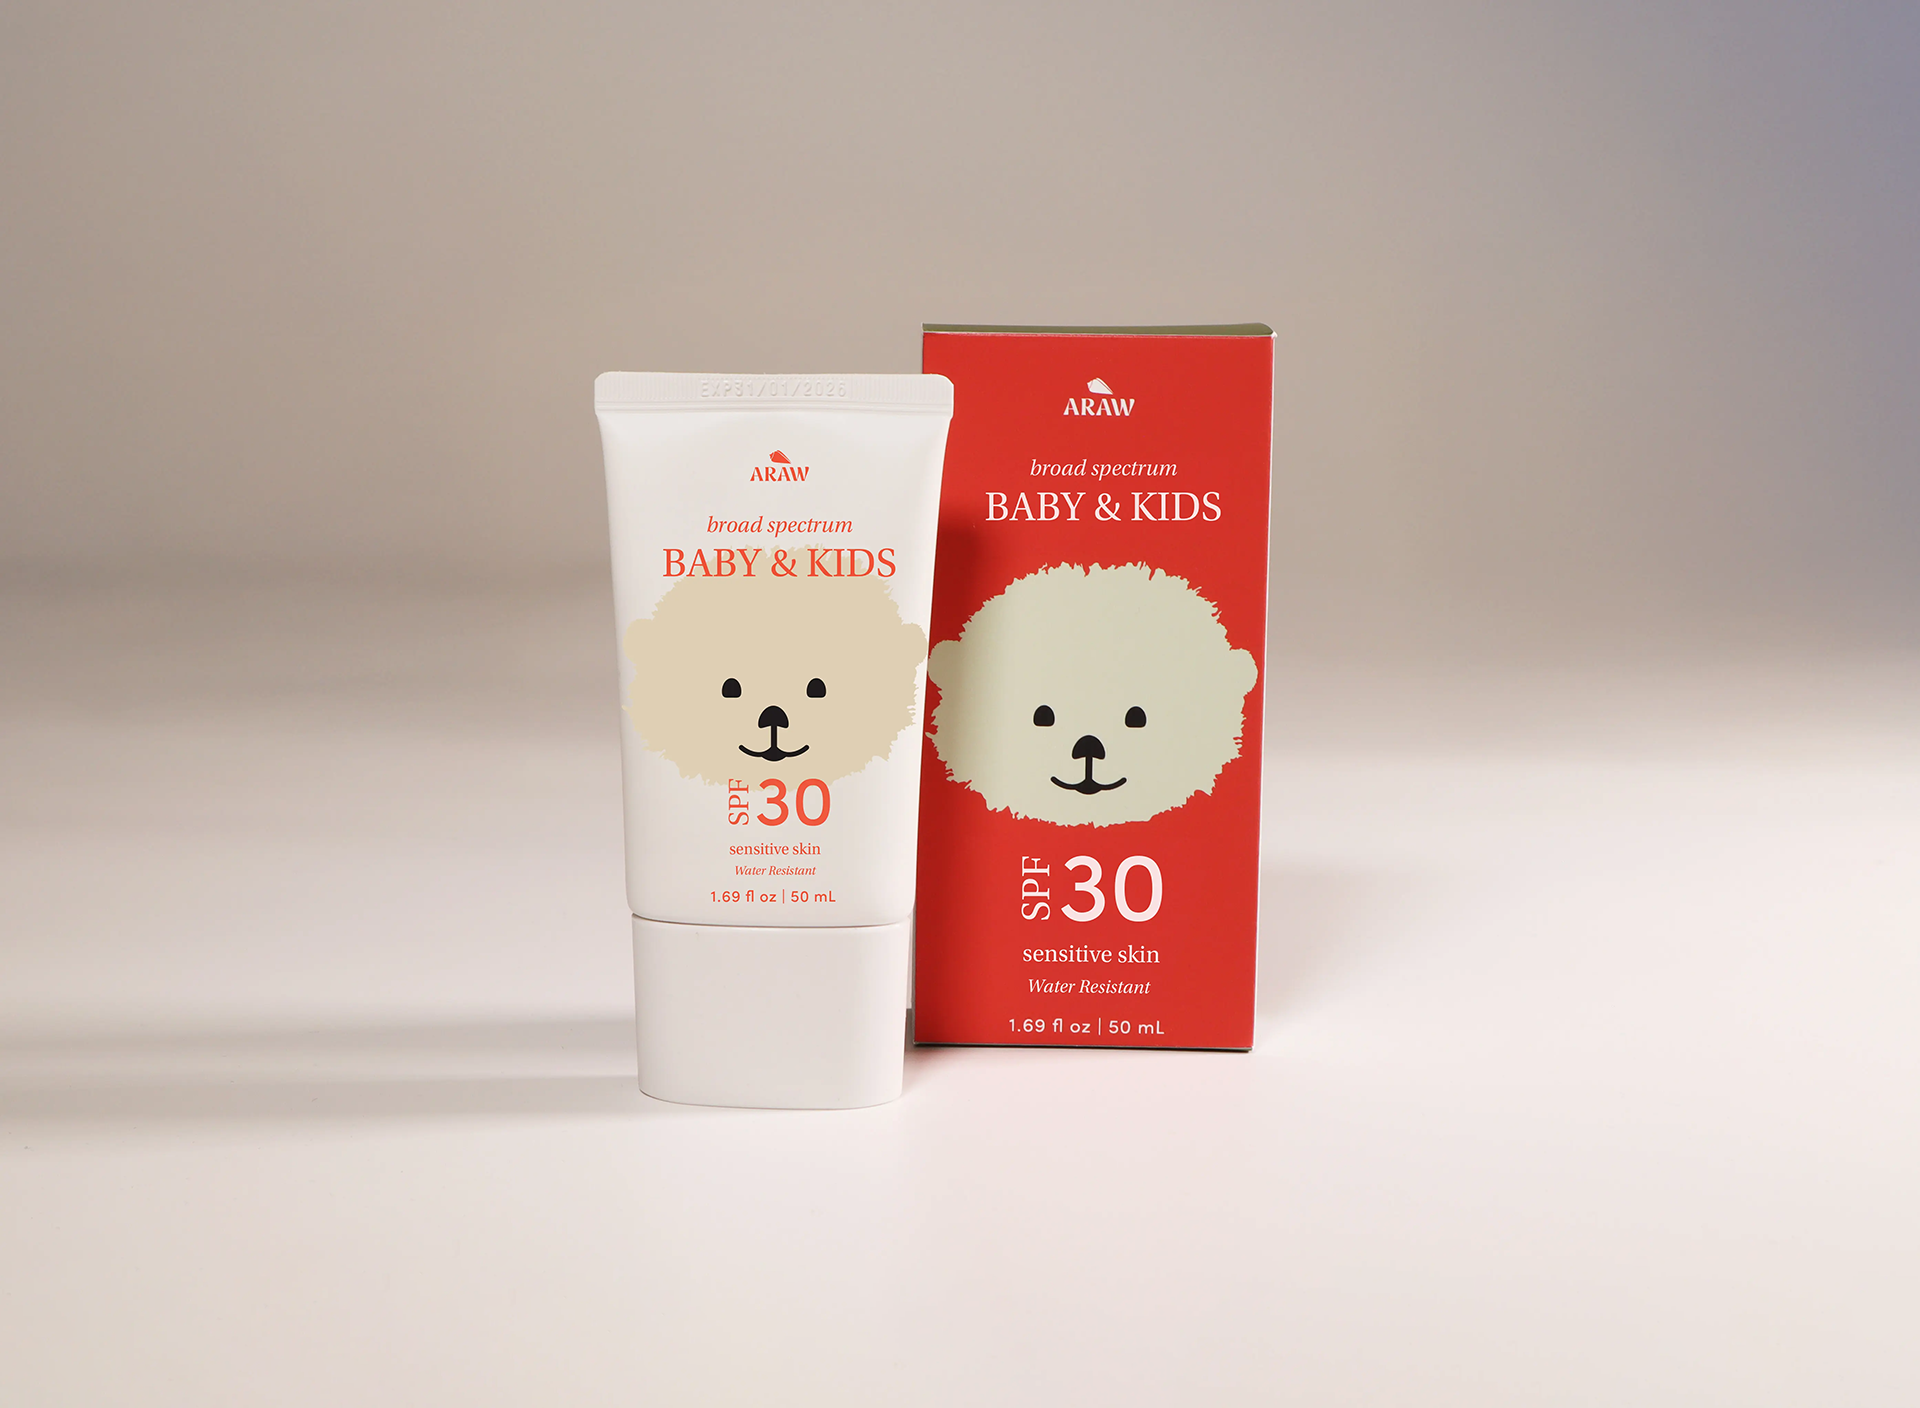 EXP31/01/2026
ARAW
broad spectrum
BABY & KIDS
SPF 30
sensitive skin
Water Resistant
1.69 fl oz | 50 mL
ARAW
broad spectrum
BABY & KIDS
SPF 30
sensitive skin
Water Resistant
1.69 fl oz | 50 mL